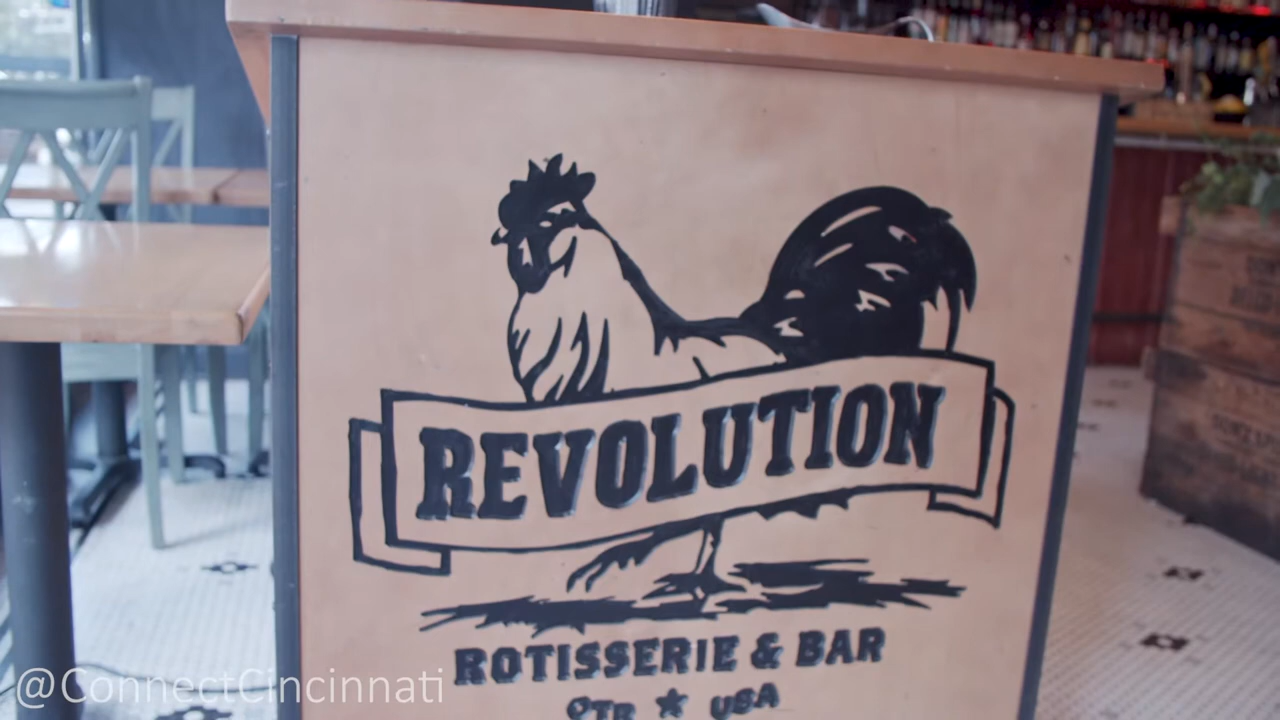 REVOLUTION
ROTISSERIE & BAR
OTR ★ USA
@ConnectCincinnati